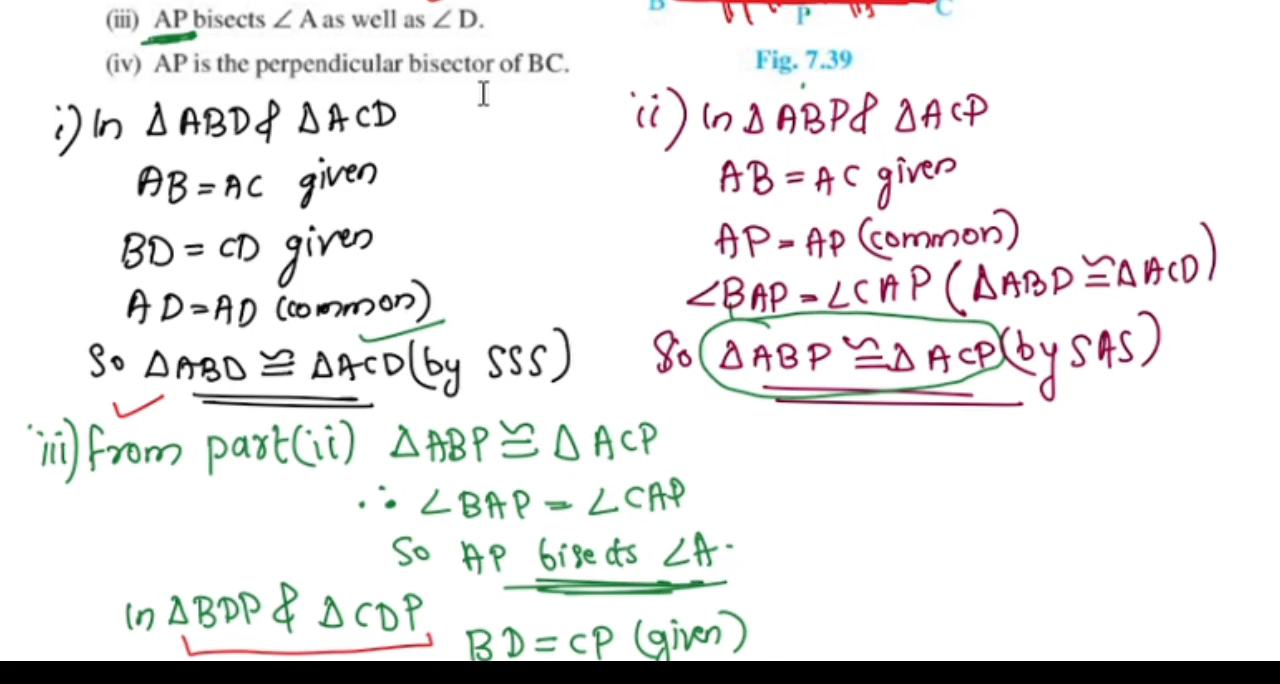 (iii) AP bisects ∠ A as well as ∠ D.
(iv) AP is the perpendicular bisector of BC.
B
P
C
Fig. 7.39
i) In Δ ABD & Δ ACD
AB = AC given
BD = CD given
AD = AD (common)
So Δ ABD ≅ Δ ACD (by SSS)
ii) In Δ ABP & Δ ACP
AB = AC given
AP = AP (common)
∠BAP = ∠CAP (Δ ABD ≅ Δ ACD)
So Δ ABP ≅ Δ ACP (by SAS)
iii) from part (ii) Δ ABP ≅ Δ ACP
∴ ∠BAP = ∠CAP
So AP bisects ∠A.
In Δ BDP & Δ CDP
BD = CP (given)